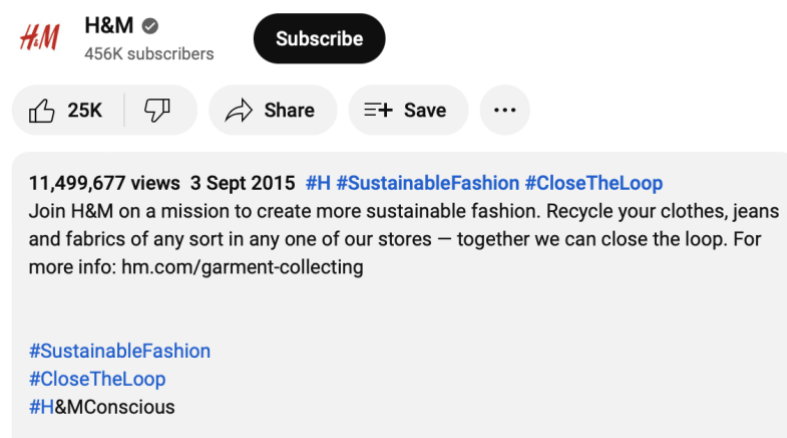 H&M
H&M
456K subscribers
Subscribe
25K
Share
Save
11,499,677 views 3 Sept 2015 #H #SustainableFashion #CloseTheLoop
Join H&M on a mission to create more sustainable fashion. Recycle your clothes, jeans
and fabrics of any sort in any one of our stores — together we can close the loop. For
more info: hm.com/garment-collecting
#SustainableFashion
#CloseTheLoop
#H&MConscious